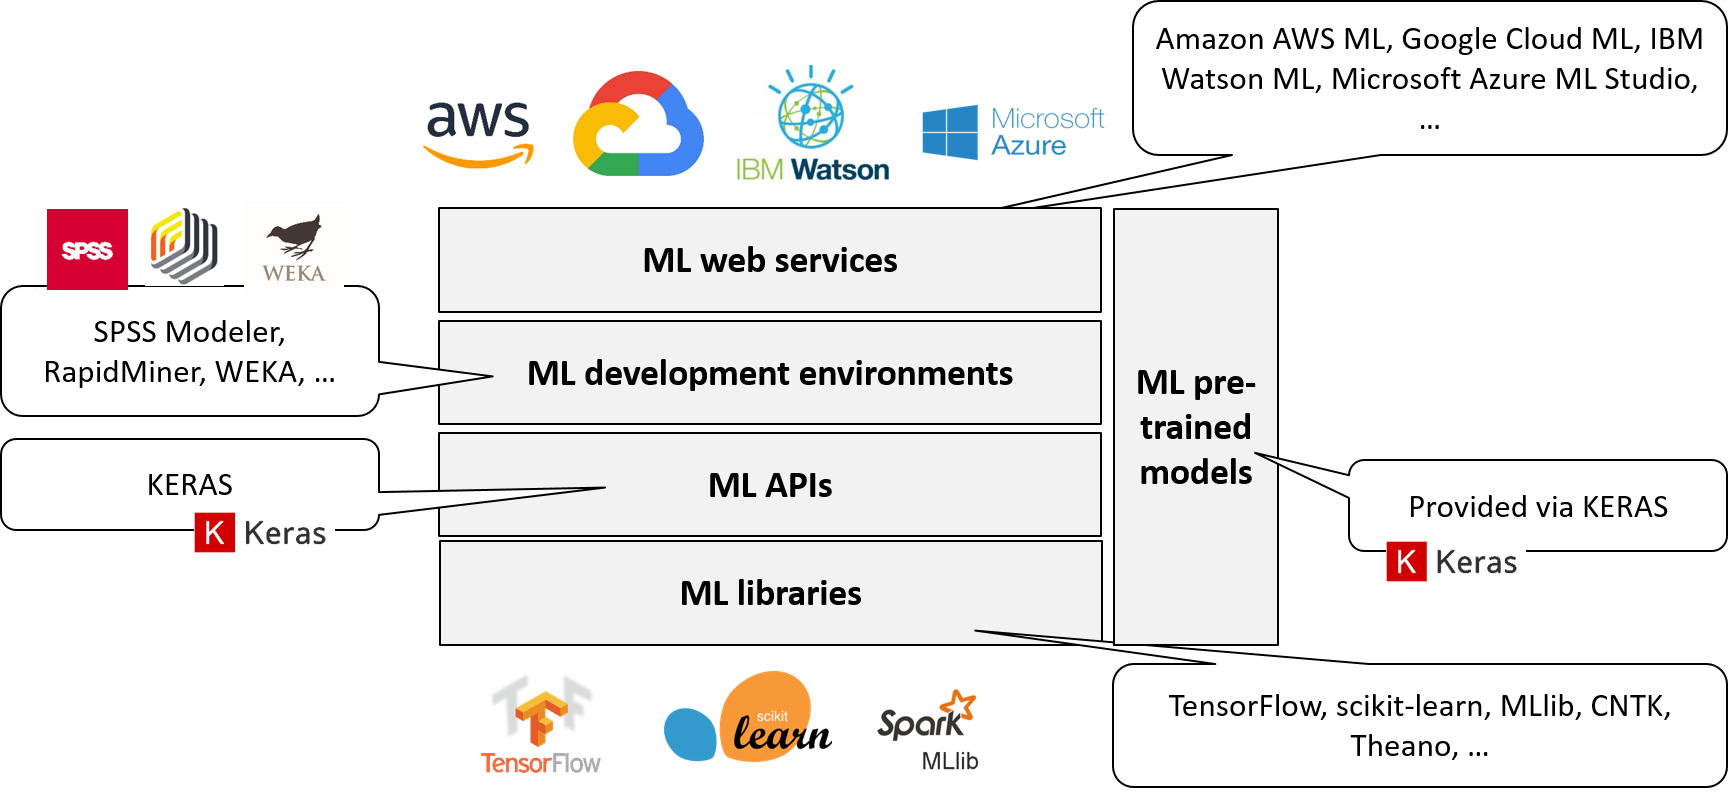 Amazon AWS ML, Google Cloud ML, IBM
Watson ML, Microsoft Azure ML Studio,
...
aws
IBM Watson
Microsoft
Azure
SPSS
WEKA
ML web services
SPSS Modeler,
RapidMiner, WEKA, ...
ML development environments
ML pre-
trained
models
KERAS
K Keras
ML APIs
Provided via KERAS
K Keras
ML libraries
TensorFlow
scikit
learn
Spark
MLlib
TensorFlow, scikit-learn, MLlib, CNTK,
Theano, ...